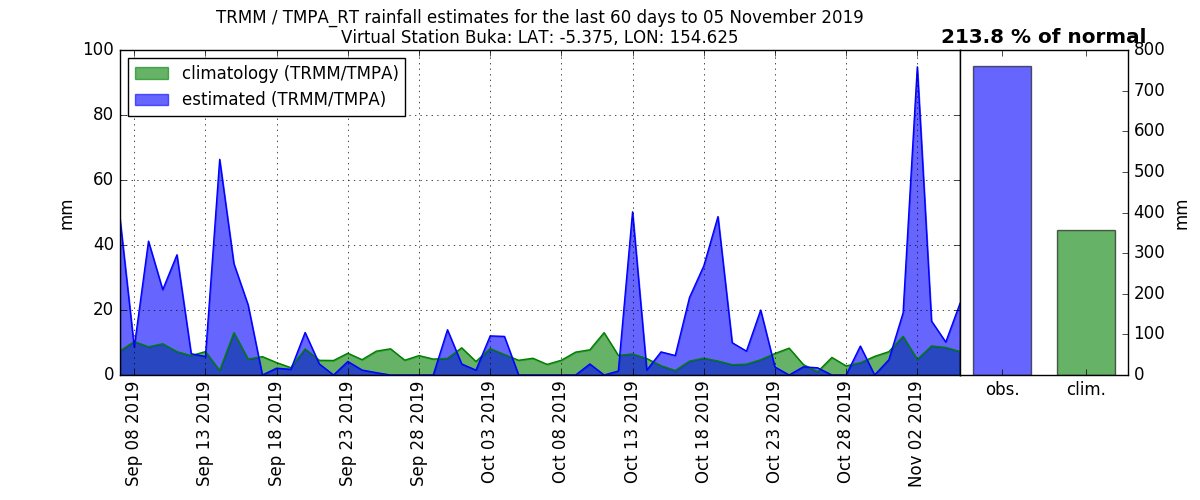 TRMM / TMPA_RT rainfall estimates for the last 60 days to 05 November 2019
Virtual Station Buka: LAT: -5.375, LON: 154.625
213.8 % of normal
climatology (TRMM/TMPA)
estimated (TRMM/TMPA)
100
80
60
40
20
0
mm
800
700
600
500
400
300
200
100
0
mm
Sep 08 2019
Sep 13 2019
Sep 18 2019
Sep 23 2019
Sep 28 2019
Oct 03 2019
Oct 08 2019
Oct 13 2019
Oct 18 2019
Oct 23 2019
Oct 28 2019
Nov 02 2019
obs.
clim.